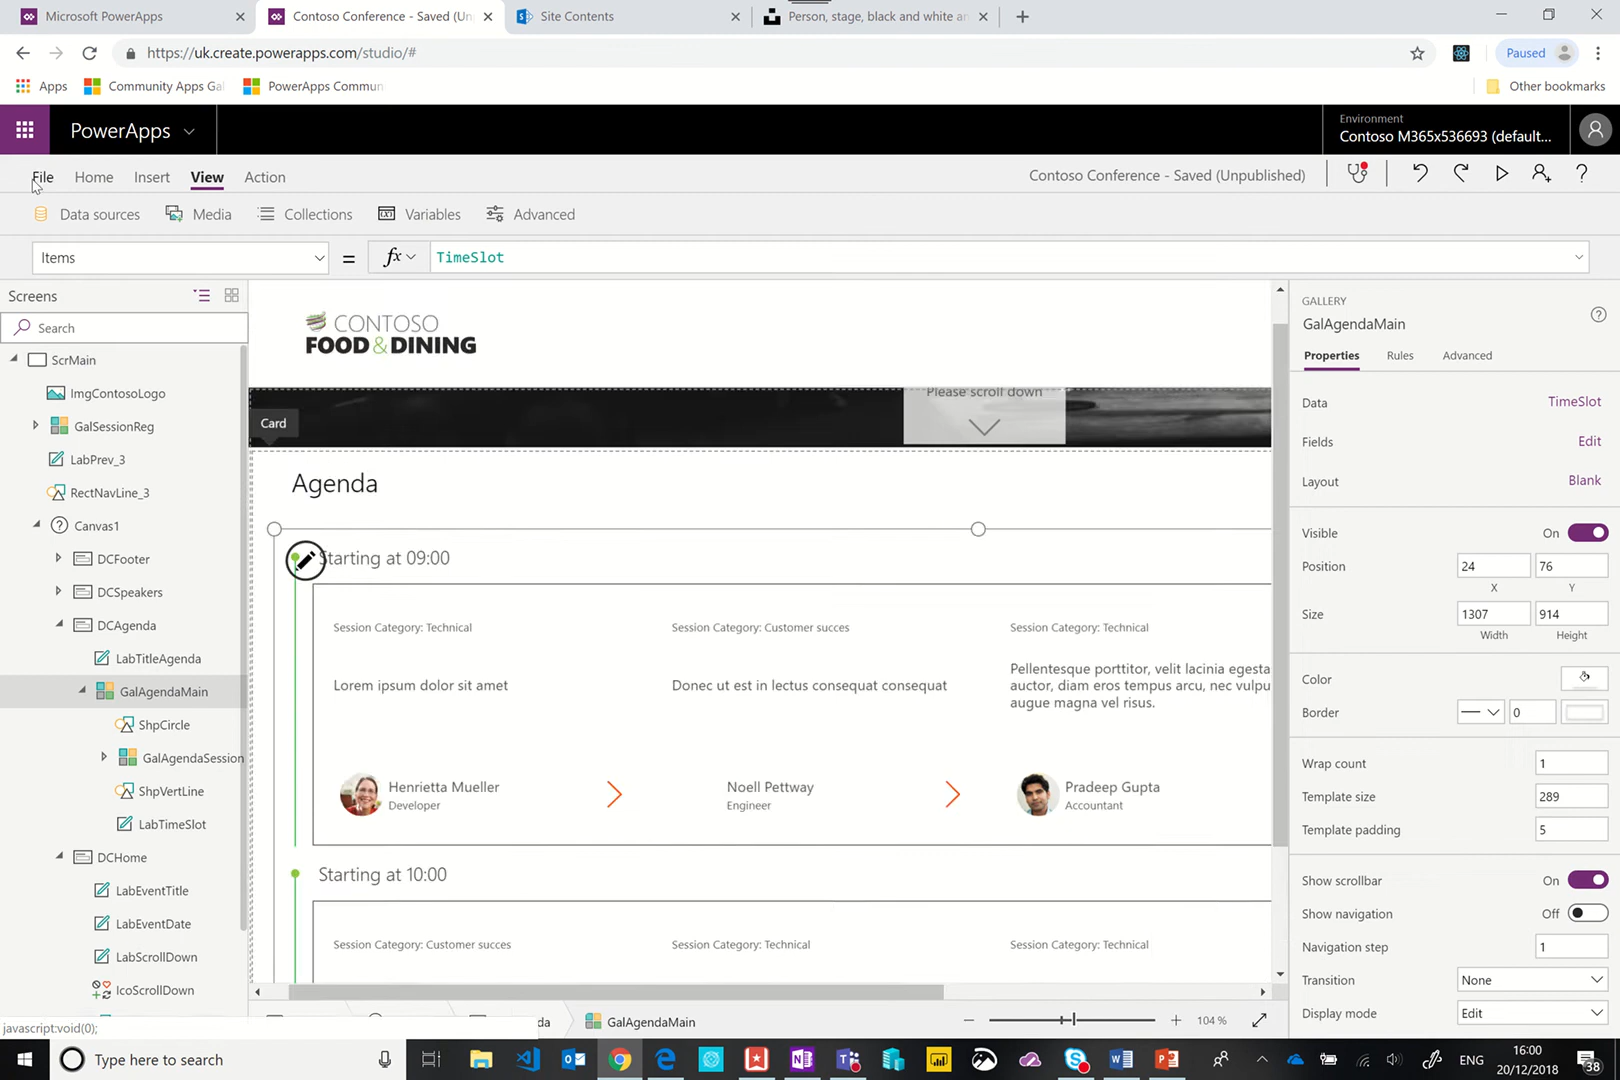 Microsoft PowerApps
Contoso Conference - Saved (Un
Site Contents
Person, stage, black and white an
https://uk.create.powerapps.com/studio/#
Paused
Apps
Community Apps Gal
PowerApps Commun
Other bookmarks
PowerApps
Environment
Contoso M365x536693 (default...
File
Home
Insert
View
Action
Contoso Conference - Saved (Unpublished)
Data sources
Media
Collections
Variables
Advanced
Items
=
fx
TimeSlot
Screens
Search
ScrMain
ImgContosoLogo
GalSessionReg
LabPrev_3
RectNavLine_3
Canvas1
DCFooter
DCSpeakers
DCAgenda
LabTitleAgenda
GalAgendaMain
ShpCircle
GalAgendaSession
ShpVertLine
LabTimeSlot
DCHome
LabEventTitle
LabEventDate
LabScrollDown
IcoScrollDown
javascript:void(0);
CONTOSO
FOOD & DINING
Please scroll down
Card
Agenda
Starting at 09:00
Session Category: Technical
Session Category: Customer succes
Session Category: Technical
Lorem ipsum dolor sit amet
Donec ut est in lectus consequat consequat
Pellentesque porttitor, velit lacinia egesta
auctor, diam eros tempus arcu, nec vulpu
augue magna vel risus.
Henrietta Mueller
Developer
Noell Pettway
Engineer
Pradeep Gupta
Accountant
Starting at 10:00
Session Category: Customer succes
Session Category: Technical
Session Category: Technical
da
GalAgendaMain
104 %
GALLERY
GalAgendaMain
Properties
Rules
Advanced
Data
TimeSlot
Fields
Edit
Layout
Blank
Visible
On
Position
24
76
X
Y
Size
1307
914
Width
Height
Color
Border
0
Wrap count
1
Template size
289
Template padding
5
Show scrollbar
On
Show navigation
Off
Navigation step
1
Transition
None
Display mode
Edit
Type here to search
ENG
16:00
20/12/2018
38